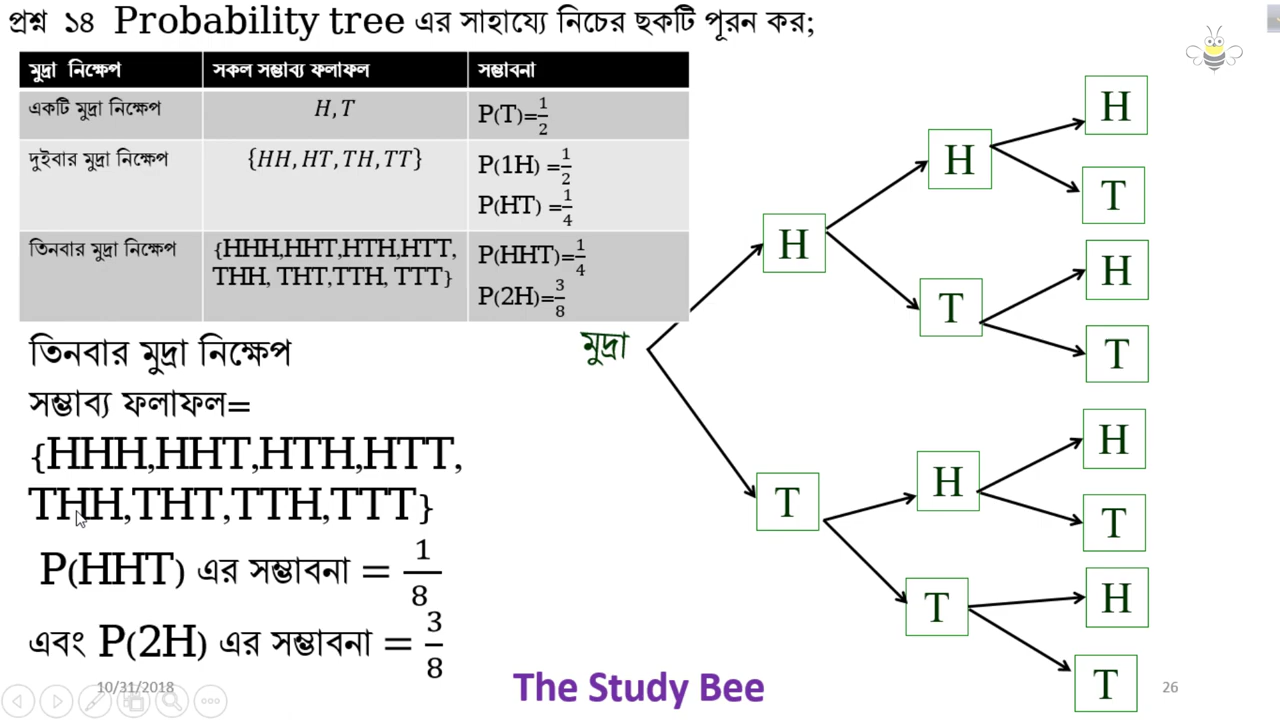 প্রশ্ন ১৪ Probability tree এর সাহায্যে নিচের ছকটি পূরন কর;
মুদ্রা নিক্ষেপ সকল সম্ভাব্য ফলাফল সম্ভাবনা
একটি মুদ্রা নিক্ষেপ H, T P(T)=1/2
দুইবার মুদ্রা নিক্ষেপ {HH, HT, TH, TT} P(1H) =1/2
P(HT) =1/4
তিনবার মুদ্রা নিক্ষেপ {HHH,HHT,HTH,HTT, P(HHT)=1/4
THH, THT,TTH, TTT} P(2H)=3/8
তিনবার মুদ্রা নিক্ষেপ
সম্ভাব্য ফলাফল=
{HHH,HHT,HTH,HTT,
THH,THT,TTH,TTT}
P(HHT) এর সম্ভাবনা = 1/8
এবং P(2H) এর সম্ভাবনা = 3/8
মুদ্রা
H
T
H
T
H
T
H
T
H
T
H
T
H
T
10/31/2018
The Study Bee
26